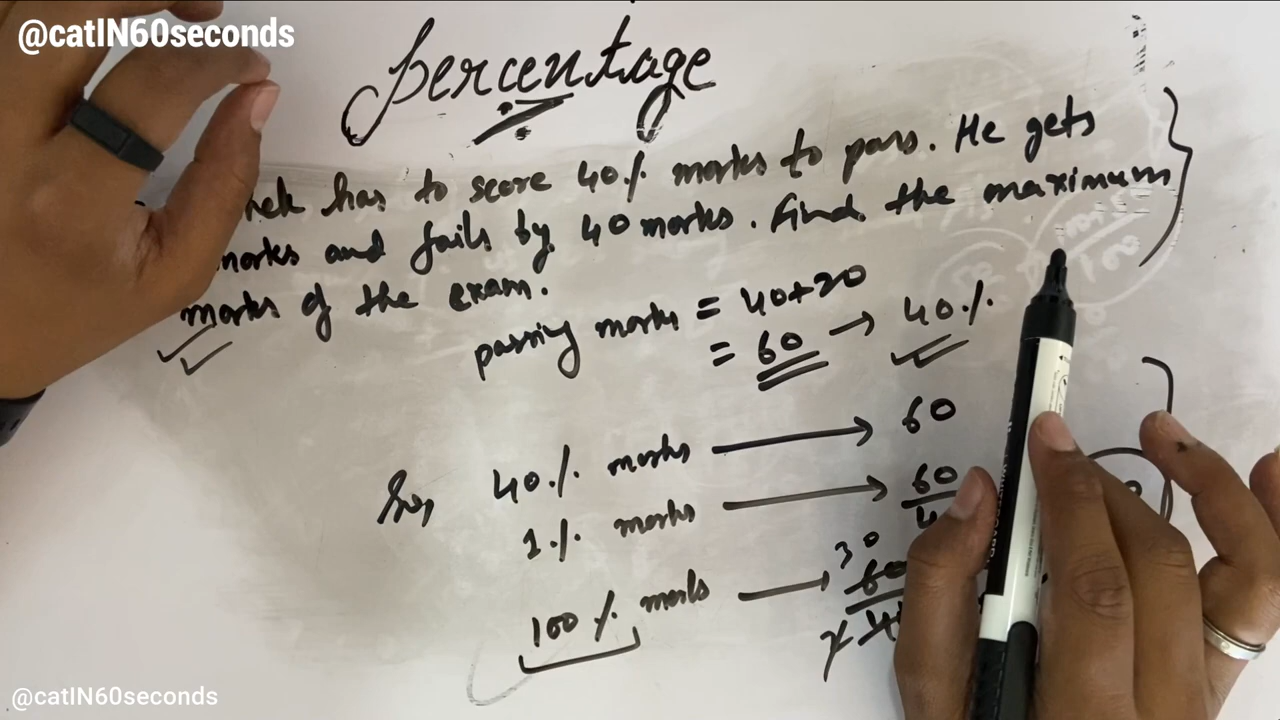 @catIN60seconds
Percentage
has to score 40% marks to pass. He gets
marks and fails by 40 marks. Find the maximum
marks of the exam.
passing marks = 40+20
= 60 → 40%
So, 40% marks → 60
1% marks → 60
30
100% marks → 60
@catIN60seconds